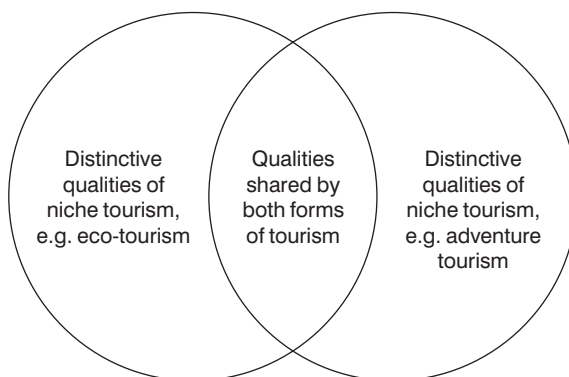 Distinctive
qualities of
niche tourism,
e.g. eco-tourism
Qualities
shared by
both forms
of tourism
Distinctive
qualities of
niche tourism,
e.g. adventure
tourism